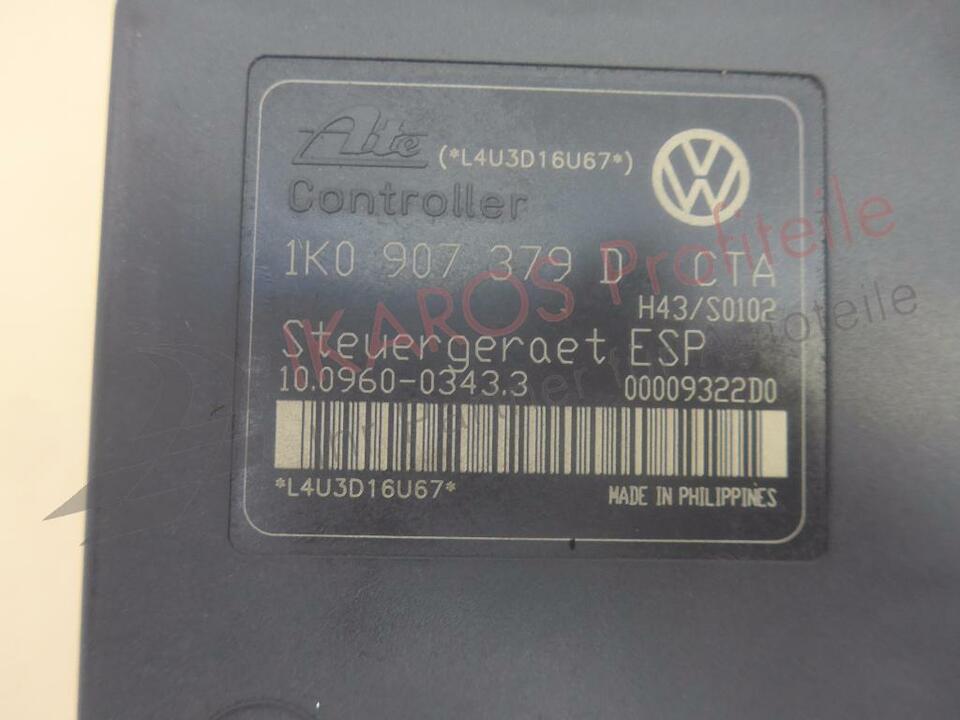 Ate (*L4U3D16U67*)
Controller
1K0 907 379 D CTA
H43/S0102
Steuergeraet ESP
10.0960-0343.3 00009322D0
*L4U3D16U67* MADE IN PHILIPPINES
IKAROS Profiteile